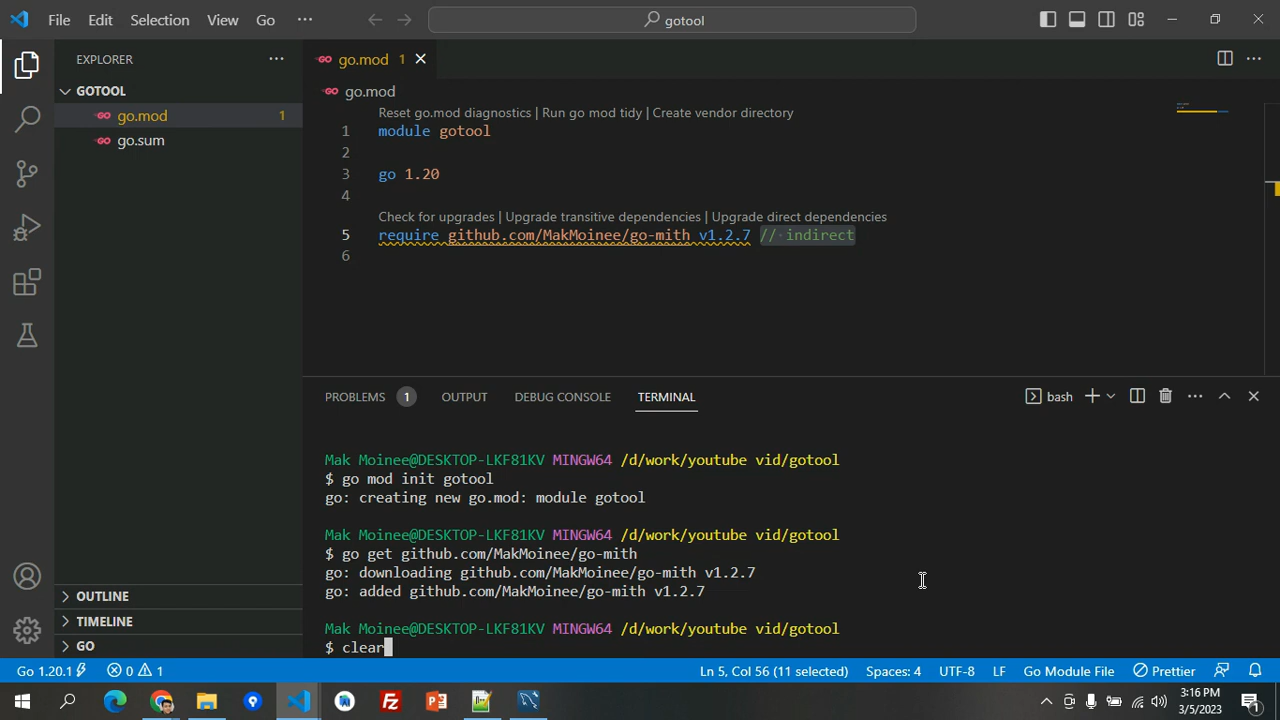 File Edit Selection View Go ··· gotool
EXPLORER ···
GOTOOL
go.mod 1
go.sum
OUTLINE
TIMELINE
GO
go.mod 1
go.mod
Reset go.mod diagnostics | Run go mod tidy | Create vendor directory
1 module gotool
2
3 go 1.20
4
Check for upgrades | Upgrade transitive dependencies | Upgrade direct dependencies
5 require github.com/MakMoinee/go-mith v1.2.7 // indirect
6
PROBLEMS 1 OUTPUT DEBUG CONSOLE TERMINAL bash
Mak Moinee@DESKTOP-LKF81KV MINGW64 /d/work/youtube vid/gotool
$ go mod init gotool
go: creating new go.mod: module gotool
Mak Moinee@DESKTOP-LKF81KV MINGW64 /d/work/youtube vid/gotool
$ go get github.com/MakMoinee/go-mith
go: downloading github.com/MakMoinee/go-mith v1.2.7
go: added github.com/MakMoinee/go-mith v1.2.7
Mak Moinee@DESKTOP-LKF81KV MINGW64 /d/work/youtube vid/gotool
$ clear
Go 1.20.1 0 1 Ln 5, Col 56 (11 selected) Spaces: 4 UTF-8 LF Go Module File Prettier
3:16 PM
3/5/2023